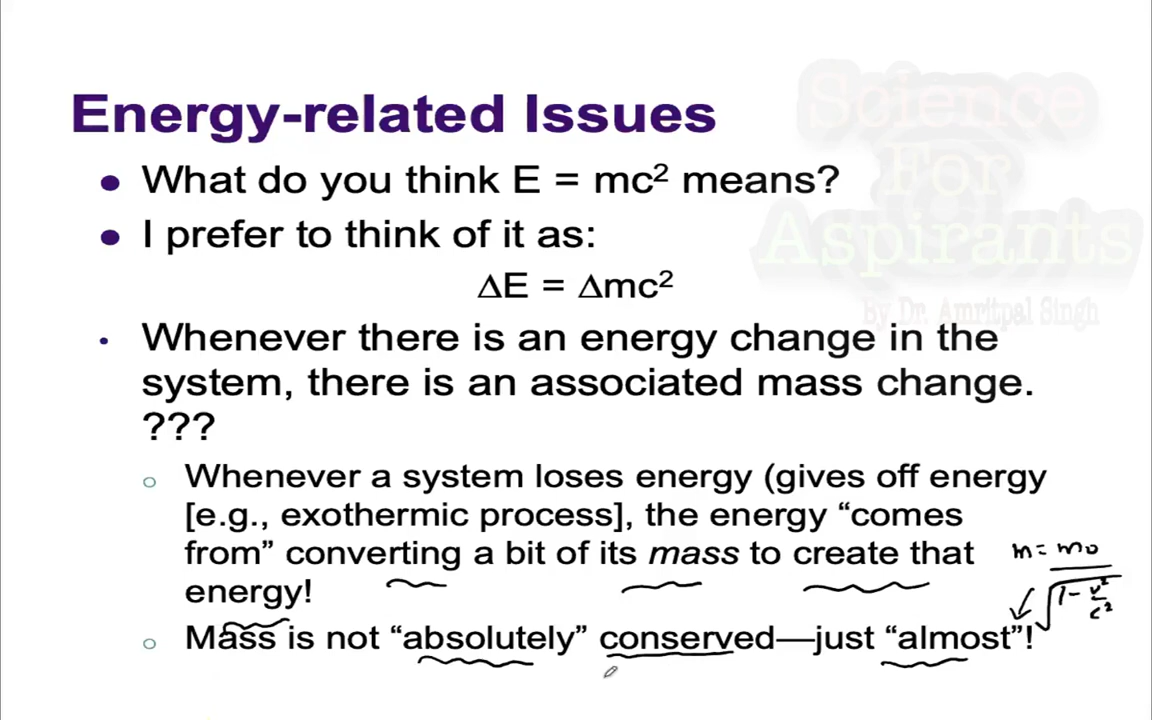 Science
For
Aspirants
By Dr. Amritpal Singh
Energy-related Issues
● What do you think E = mc² means?
● I prefer to think of it as:
ΔE = Δmc²
• Whenever there is an energy change in the
system, there is an associated mass change.
???
o Whenever a system loses energy (gives off energy
[e.g., exothermic process], the energy “comes
from” converting a bit of its mass to create that
energy!
o Mass is not “absolutely” conserved—just “almost”!
m = mo
√1 - v²
c²